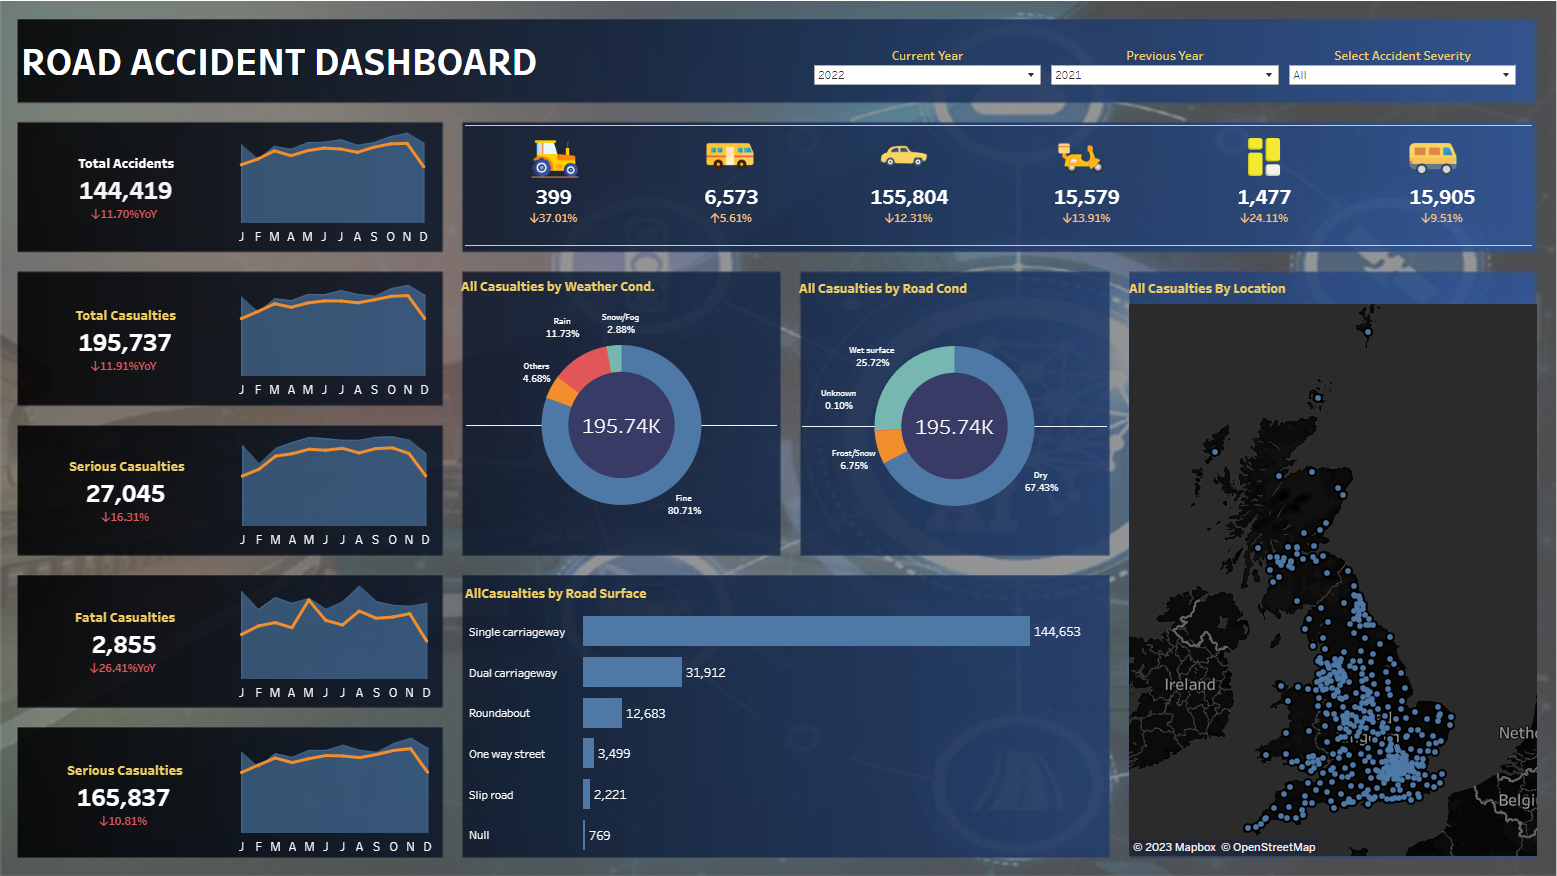 ROAD ACCIDENT DASHBOARD
Current Year
2022
Previous Year
2021
Select Accident Severity
All
Total Accidents
144,419
↓11.70%YoY
J F M A M J J A S O N D
399
↓37.01%
6,573
↑5.61%
155,804
↓12.31%
15,579
↓13.91%
1,477
↓24.11%
15,905
↓9.51%
Total Casualties
195,737
↓11.91%YoY
J F M A M J J A S O N D
Serious Casualties
27,045
↓16.31%
J F M A M J J A S O N D
Fatal Casualties
2,855
↓26.41%YoY
J F M A M J J A S O N D
Serious Casualties
165,837
↓10.81%
J F M A M J J A S O N D
All Casualties by Weather Cond.
Snow/Fog
2.88%
Rain
11.73%
Others
4.68%
195.74K
Fine
80.71%
All Casualties by Road Cond
Wet surface
25.72%
Unknown
0.10%
195.74K
Frost/Snow
6.75%
Dry
67.43%
AllCasualties by Road Surface
Single carriageway
144,653
Dual carriageway
31,912
Roundabout
12,683
One way street
3,499
Slip road
2,221
Null
769
All Casualties By Location
Ireland
Nethe
Belgi
© 2023 Mapbox © OpenStreetMap